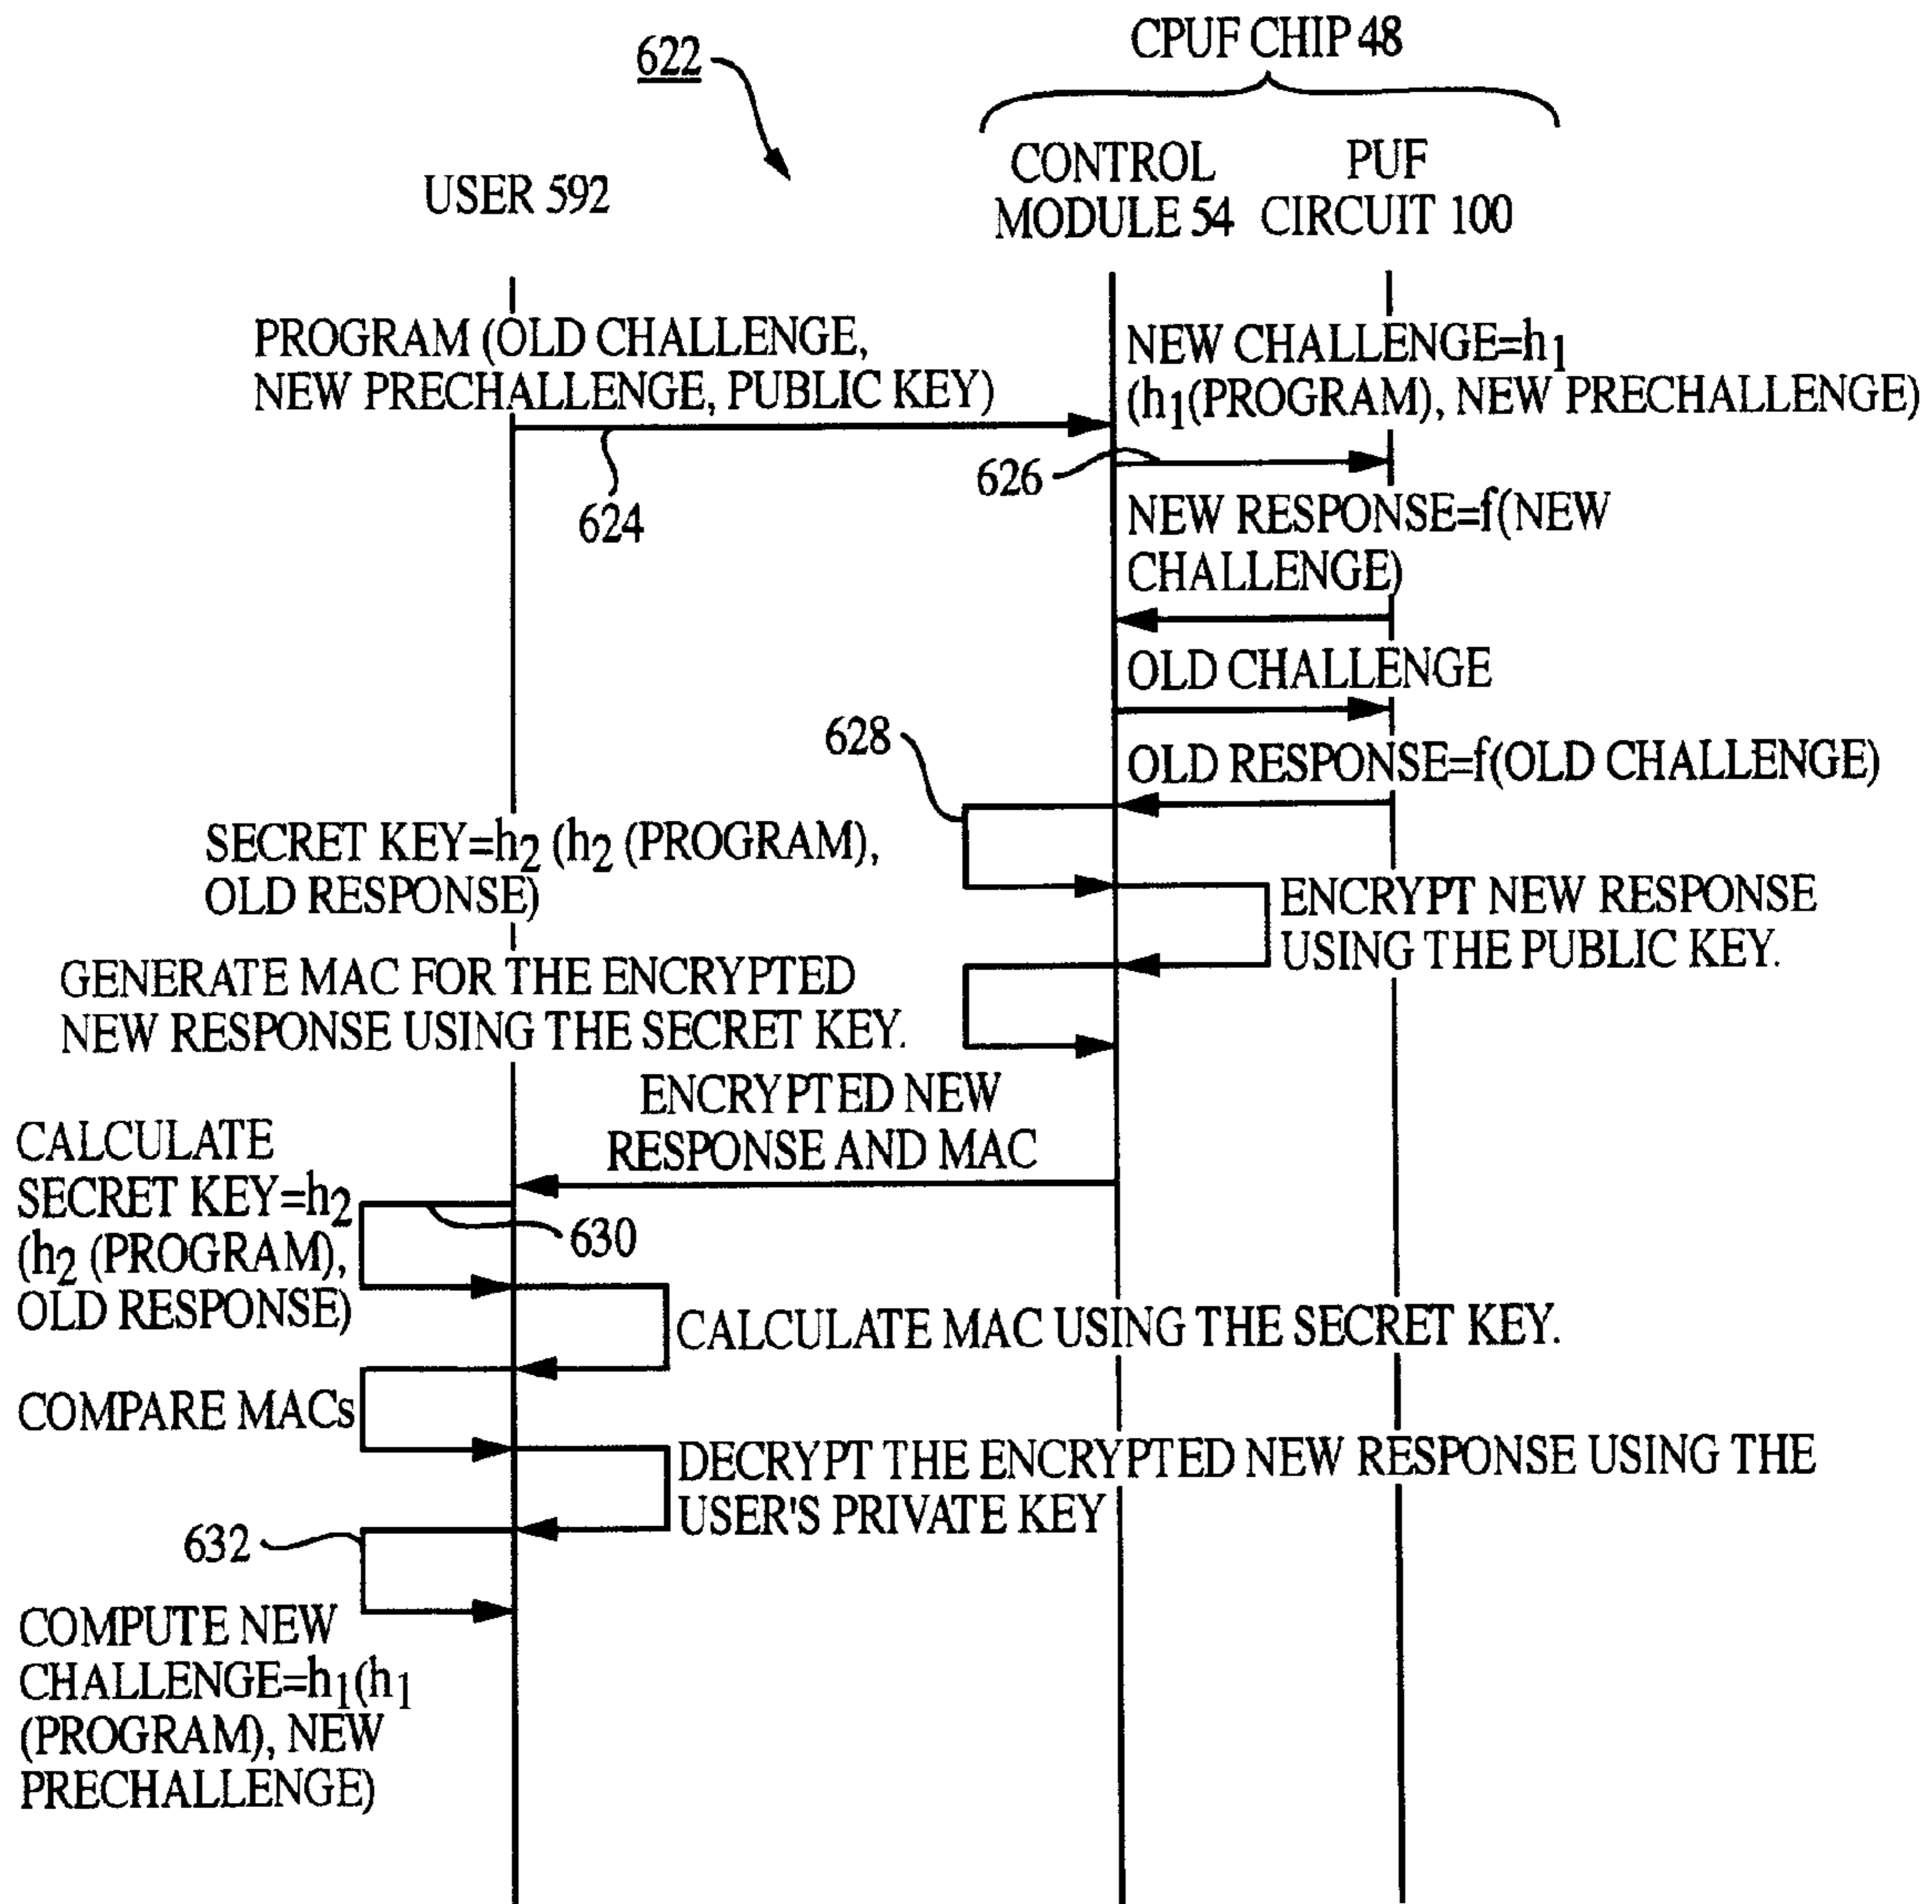 622
CPUF CHIP 48
USER 592
CONTROL
MODULE 54
PUF
CIRCUIT 100
PROGRAM (OLD CHALLENGE,
NEW PRECHALLENGE, PUBLIC KEY)
624
NEW CHALLENGE=h1
(h1(PROGRAM), NEW PRECHALLENGE)
626
NEW RESPONSE=f(NEW
CHALLENGE)
OLD CHALLENGE
628
OLD RESPONSE=f(OLD CHALLENGE)
SECRET KEY=h2 (h2 (PROGRAM),
OLD RESPONSE)
ENCRYPT NEW RESPONSE
USING THE PUBLIC KEY.
GENERATE MAC FOR THE ENCRYPTED
NEW RESPONSE USING THE SECRET KEY.
ENCRYPTED NEW
RESPONSE AND MAC
CALCULATE
SECRET KEY=h2
(h2 (PROGRAM),
OLD RESPONSE)
630
CALCULATE MAC USING THE SECRET KEY.
COMPARE MACs
DECRYPT THE ENCRYPTED NEW RESPONSE USING THE
USER'S PRIVATE KEY
632
COMPUTE NEW
CHALLENGE=h1(h1
(PROGRAM), NEW
PRECHALLENGE)